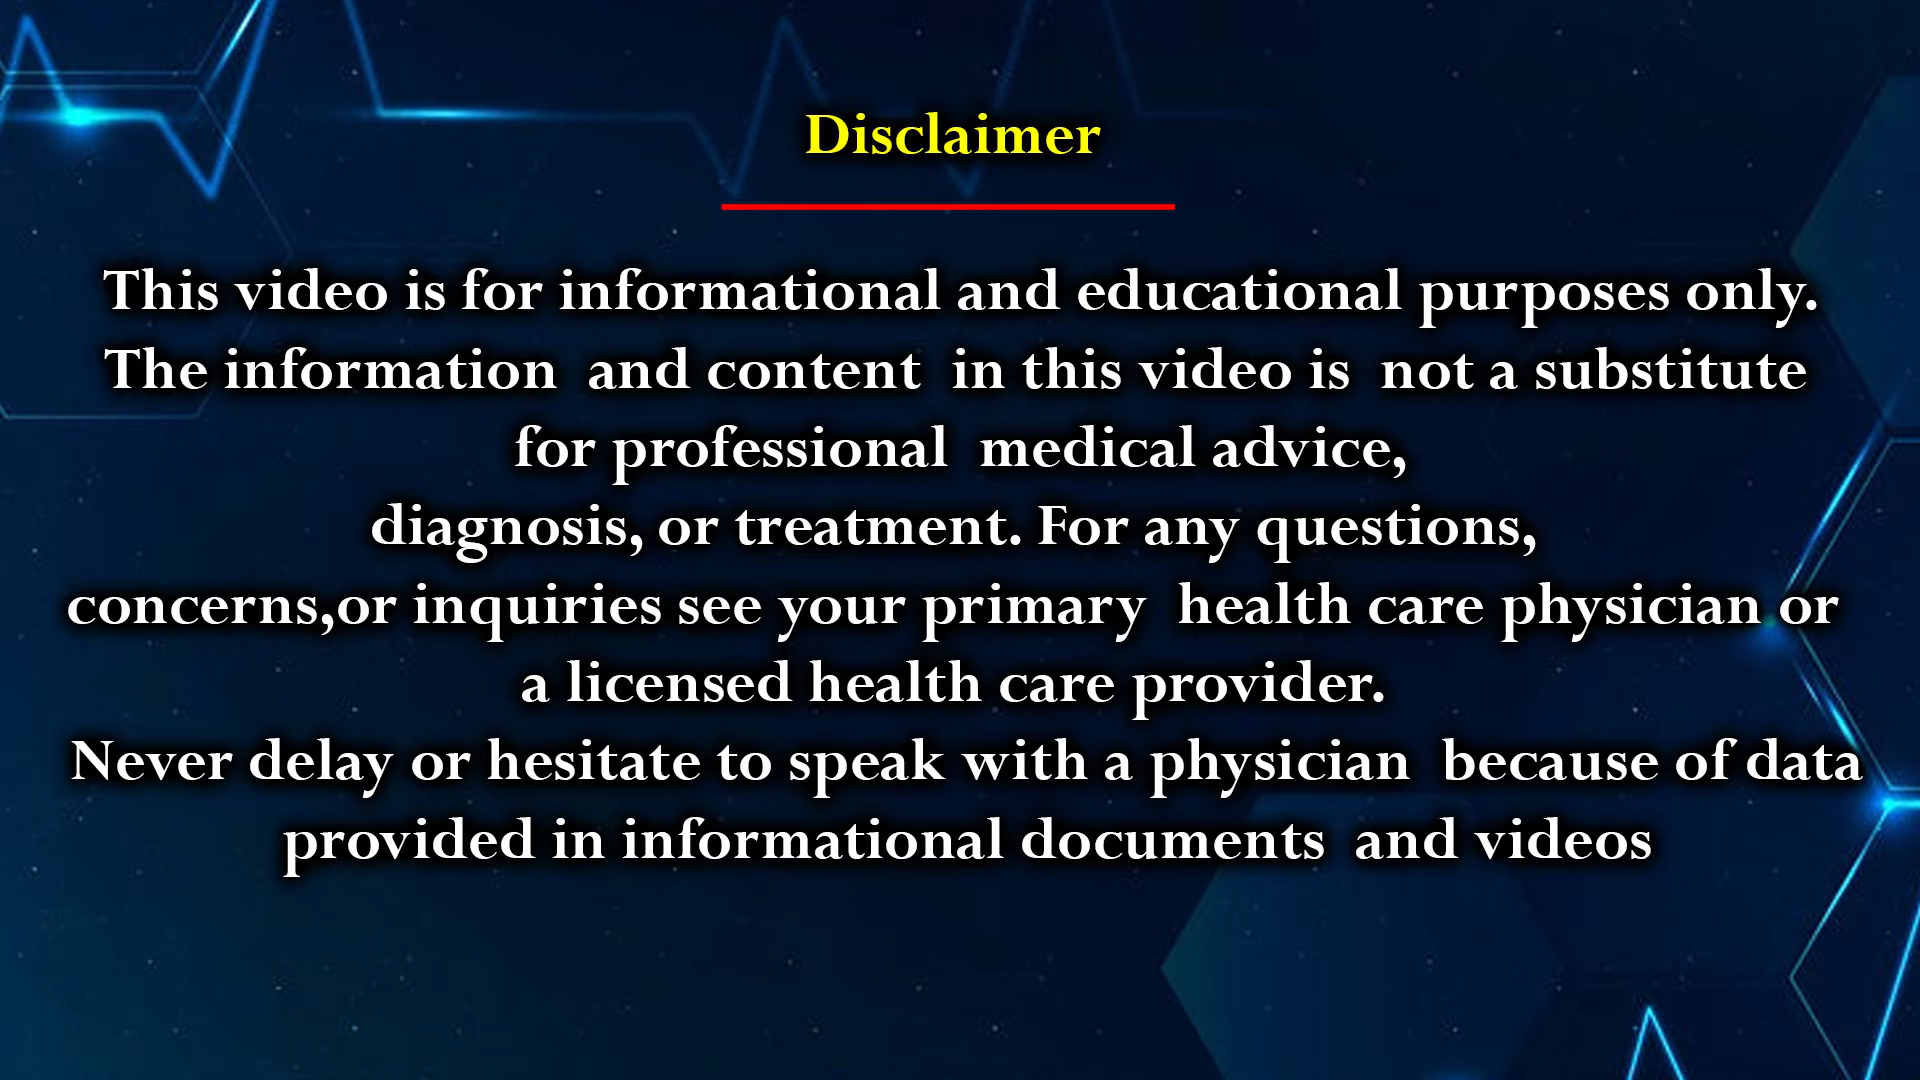 Disclaimer
This video is for informational and educational purposes only.
The information  and content  in this video is  not a substitute
for professional  medical advice,
diagnosis, or treatment. For any questions,
concerns,or inquiries see your primary  health care physician or
a licensed health care provider.
Never delay or hesitate to speak with a physician  because of data
provided in informational documents  and videos